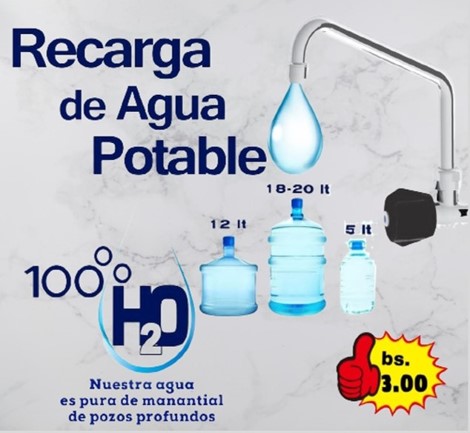 Recarga
de Agua
Potable
18-20 lt
12 lt
5 lt
100%
H2O
Nuestra agua
es pura de manantial
de pozos profundos
bs.
3.00